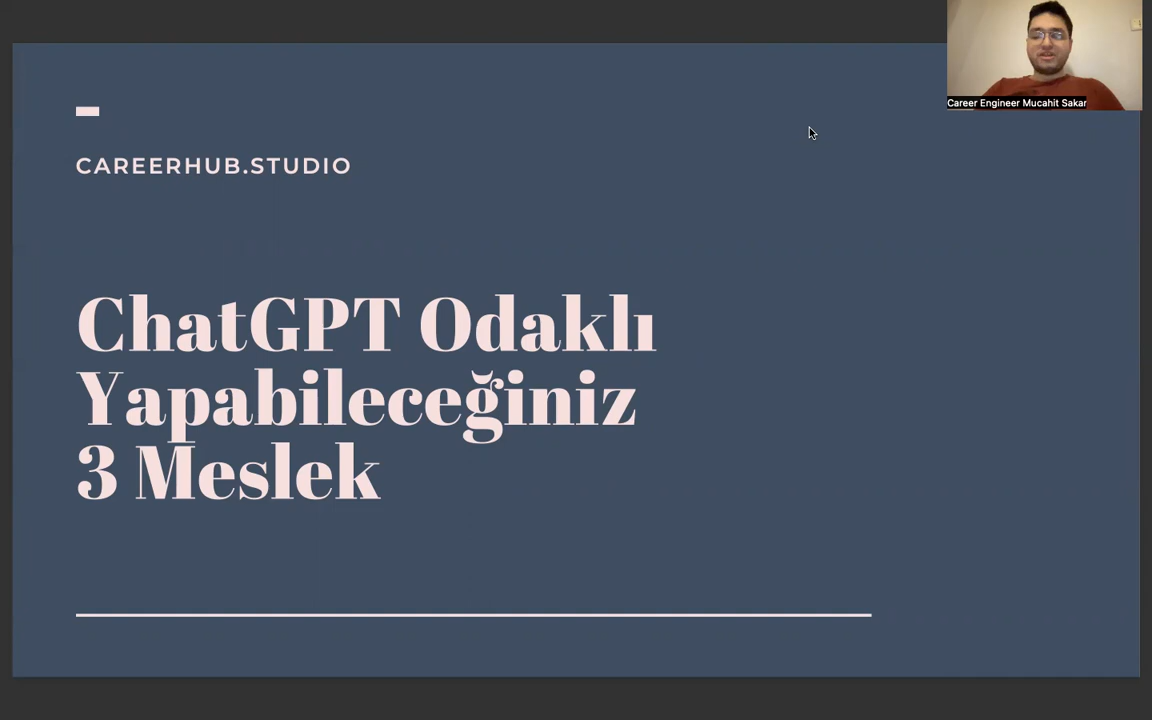 Career Engineer Mucahit Sakar
CAREERHUB.STUDIO
ChatGPT Odaklı
Yapabileceğiniz
3 Meslek